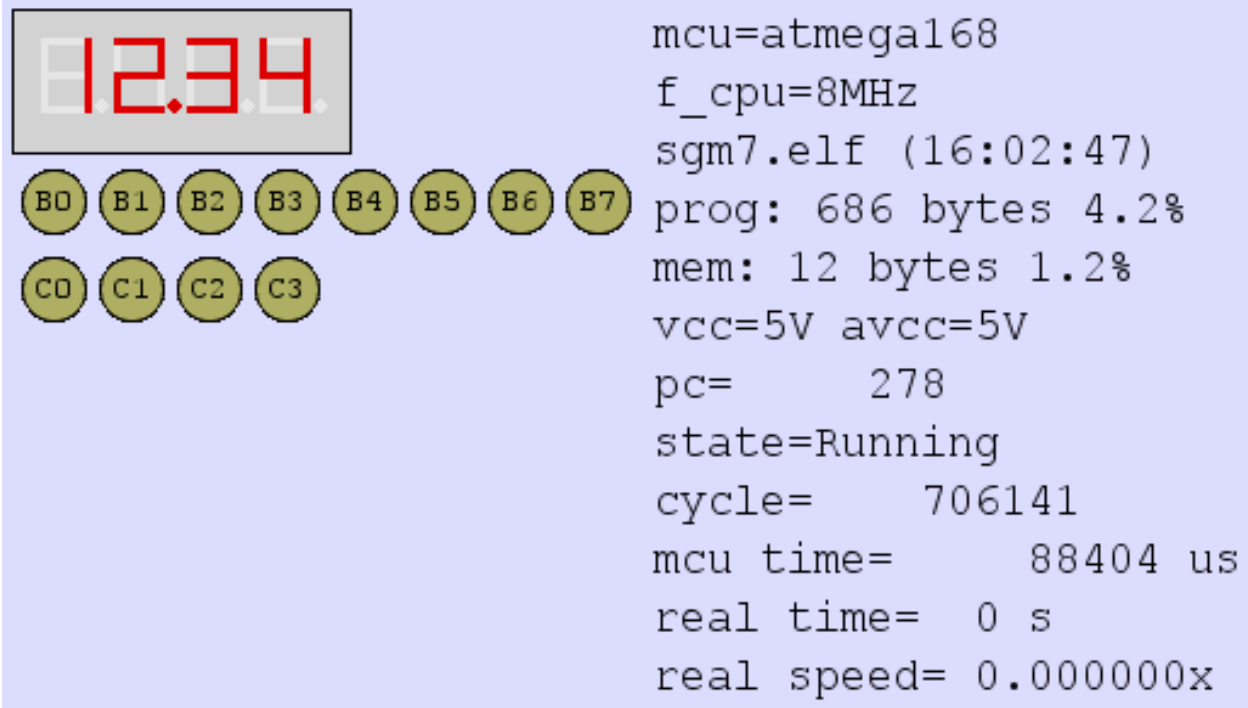 12.34
B0 B1 B2 B3 B4 B5 B6 B7
C0 C1 C2 C3
mcu=atmega168
f_cpu=8MHz
sgm7.elf (16:02:47)
prog: 686 bytes 4.2%
mem: 12 bytes 1.2%
vcc=5V avcc=5V
pc= 278
state=Running
cycle= 706141
mcu time= 88404 us
real time= 0 s
real speed= 0.000000x